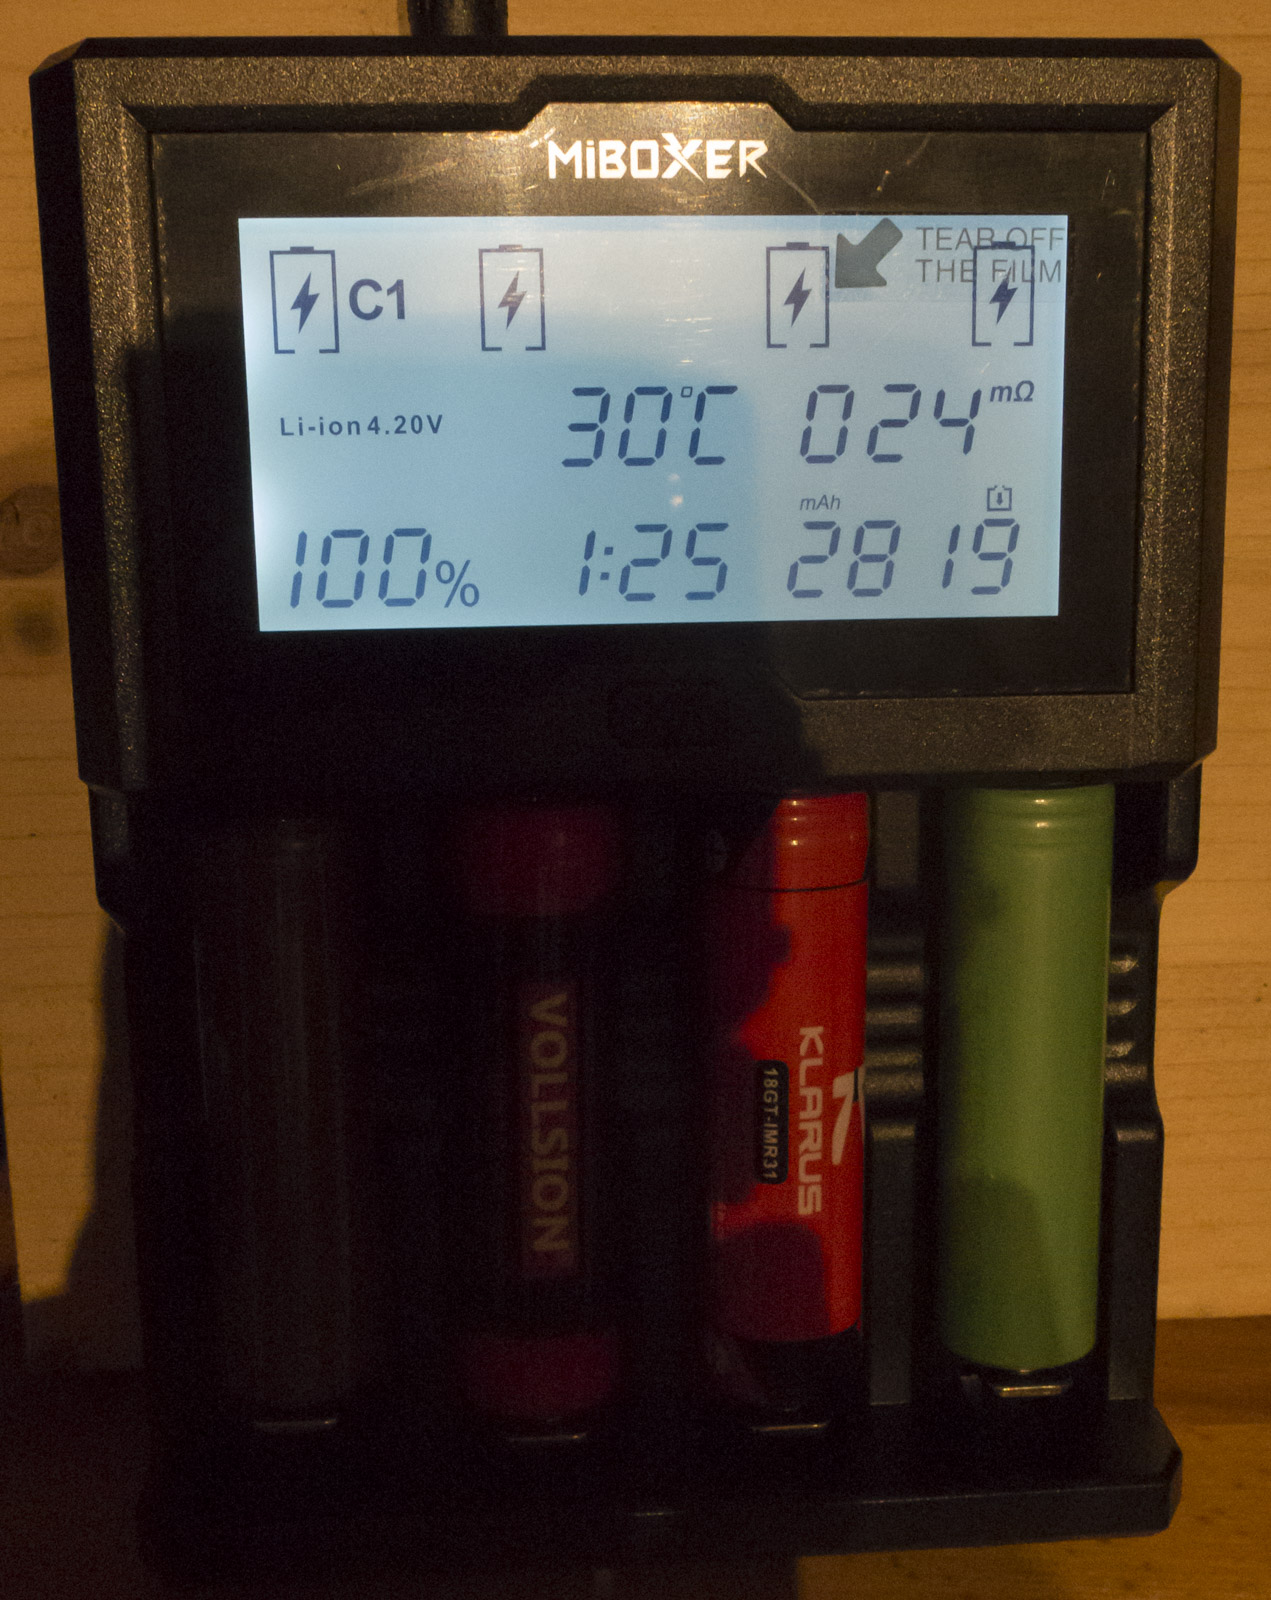 MiBOXER
TEAR OFF
THE FILM
C1
Li-ion 4.20V
30°C
024 mΩ
mAh
100%
1:25
2819
VOLLSION
KLARUS
18GT-IMR31